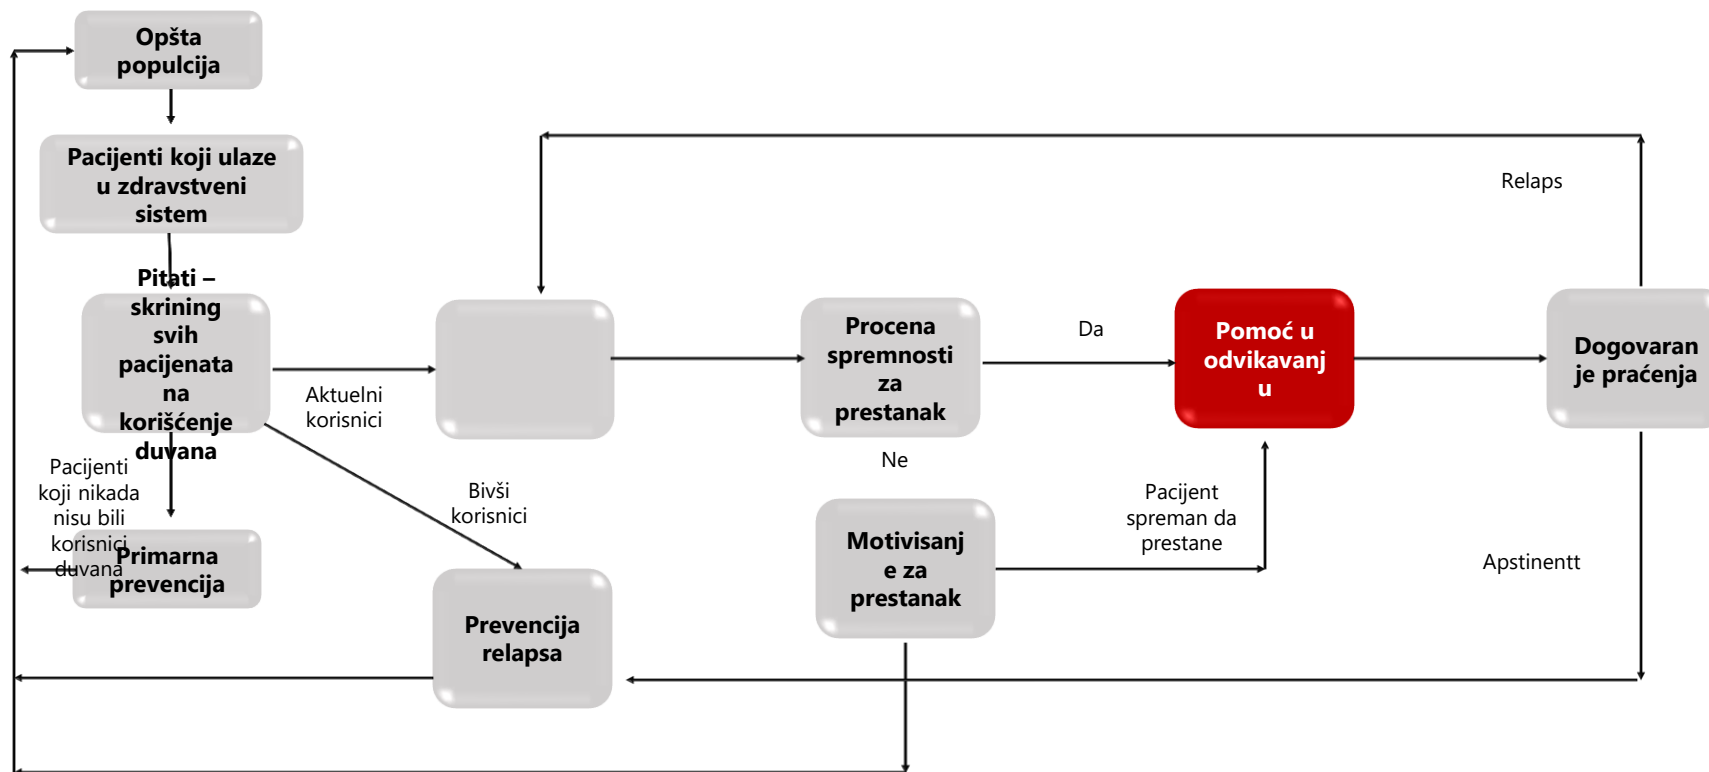 Opšta
populcija
Pacijenti koji ulaze
u zdravstveni
sistem
Pitati –
skrining
svih
pacijenata
na
korišćenje
duvana
Aktuelni
korisnici
Pacijenti
koji nikada
nisu bili
korisnici
duvana
Primarna
prevencija
Bivši
korisnici
Prevencija
relapsa
Procena
spremnosti
za
prestanak
Da
Ne
Motivisanj
e za
prestanak
Pacijent
spreman da
prestane
Pomoć u
odvikavanj
u
Dogovaran
je praćenja
Relaps
Apstinentt